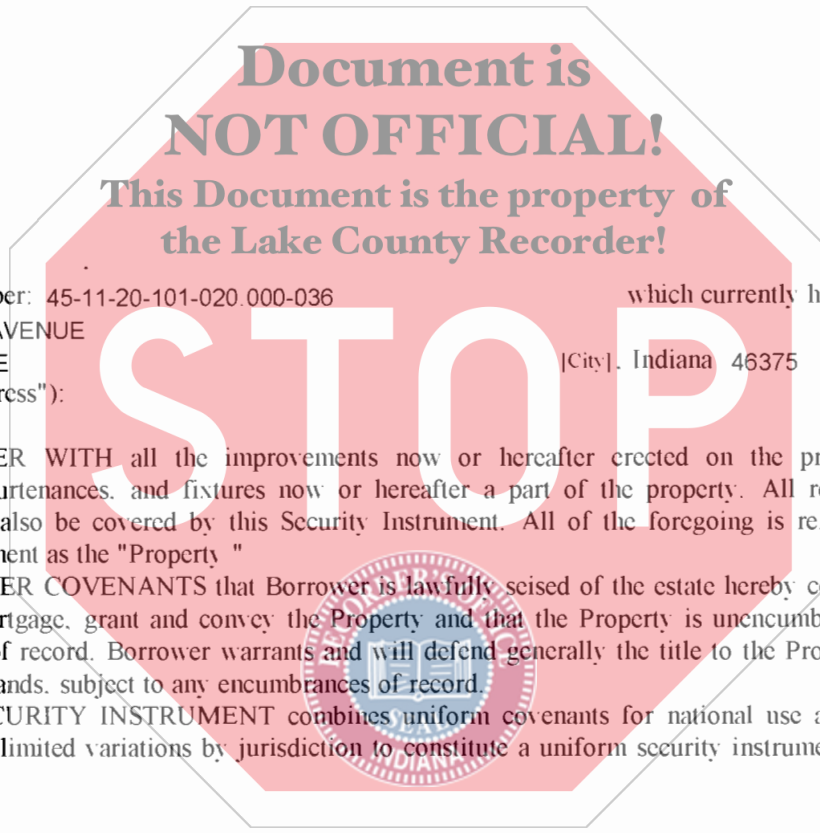 Document is
NOT OFFICIAL!
This Document is the property of
the Lake County Recorder!
ber: 45-11-20-101-020.000-036 which currently h
AVENUE
E [City], Indiana 46375
ress"):
STOP
ER WITH all the improvements now or hereafter erected on the pr
urtenances, and fixtures now or hereafter a part of the property. All r
also be covered by this Security Instrument. All of the foregoing is re
ent as the "Property "
ER COVENANTS that Borrower is lawfully seised of the estate hereby c
rtgage, grant and convey the Property and that the Property is unencumb
f record. Borrower warrants and will defend generally the title to the Pro
ands, subject to any encumbrances of record.
CURITY INSTRUMENT combines uniform covenants for national use a
limited variations by jurisdiction to constitute a uniform security instrume
RECORDER'S OFFICE
SEAL
INDIANA